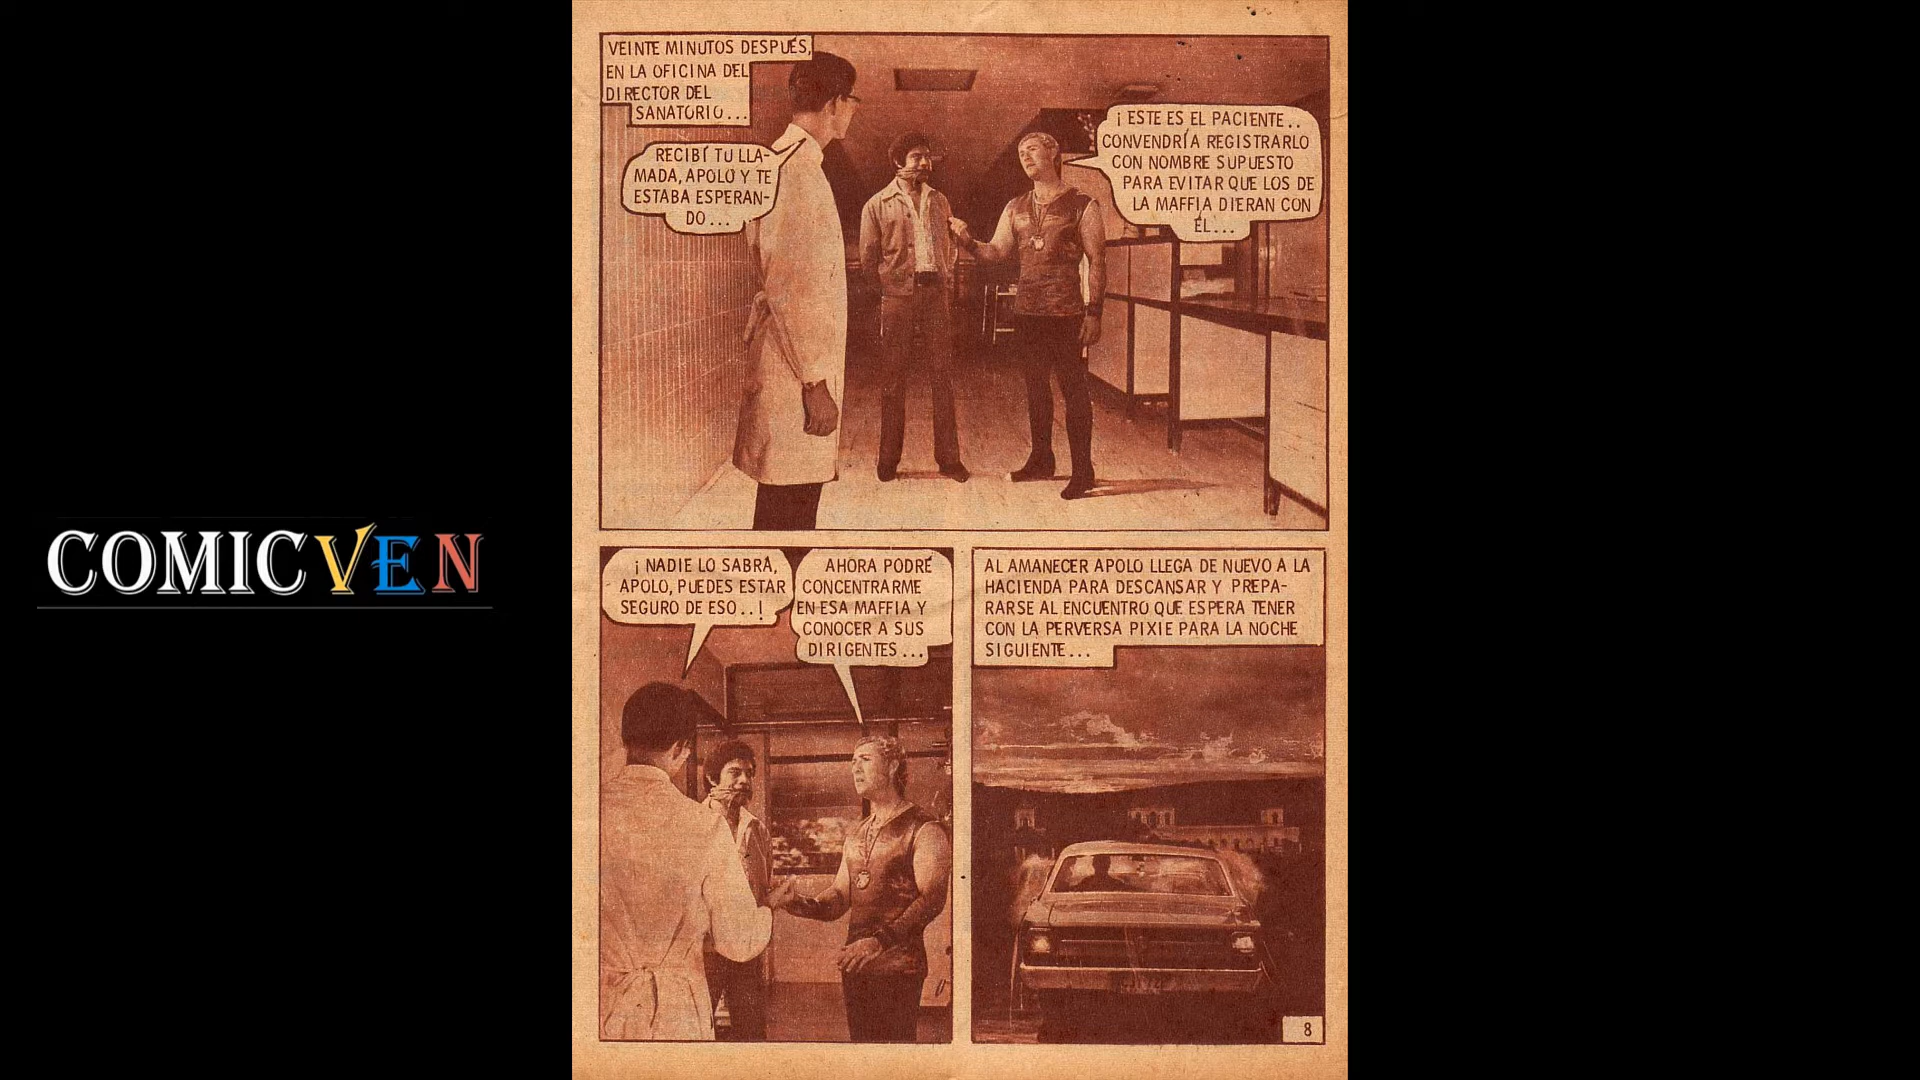 COMICVEN
VEINTE MINUTOS DESPUÉS,
EN LA OFICINA DEL
DIRECTOR DEL
SANATORIO...
RECIBÍ TU LLA-
MADA, APOLO Y TE
ESTABA ESPERAN-
DO...
¡ ESTE ES EL PACIENTE..
CONVENDRÍA REGISTRARLO
CON NOMBRE SUPUESTO
PARA EVITAR QUE LOS DE
LA MAFFIA DIERAN CON
ÉL...
¡ NADIE LO SABRÁ,
APOLO, PUEDES ESTAR
SEGURO DE ESO..!
AHORA PODRÉ
CONCENTRARME
EN ESA MAFFIA Y
CONOCER A SUS
DIRIGENTES...
AL AMANECER APOLO LLEGA DE NUEVO A LA
HACIENDA PARA DESCANSAR Y PREPA-
RARSE AL ENCUENTRO QUE ESPERA TENER
CON LA PERVERSA PIXIE PARA LA NOCHE
SIGUIENTE...
8